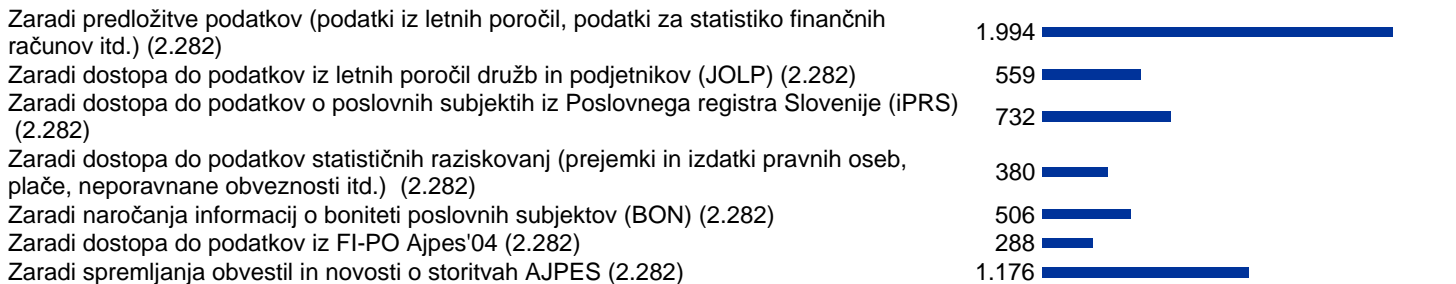 Zaradi predložitve podatkov (podatki iz letnih poročil, podatki za statistiko finančnih
računov itd.) (2.282)
1.994
Zaradi dostopa do podatkov iz letnih poročil družb in podjetnikov (JOLP) (2.282)
559
Zaradi dostopa do podatkov o poslovnih subjektih iz Poslovnega registra Slovenije (iPRS)
(2.282)
732
Zaradi dostopa do podatkov statističnih raziskovanj (prejemki in izdatki pravnih oseb,
plače, neporavnane obveznosti itd.)  (2.282)
380
Zaradi naročanja informacij o boniteti poslovnih subjektov (BON) (2.282)
506
Zaradi dostopa do podatkov iz FI-PO Ajpes'04 (2.282)
288
Zaradi spremljanja obvestil in novosti o storitvah AJPES (2.282)
1.176